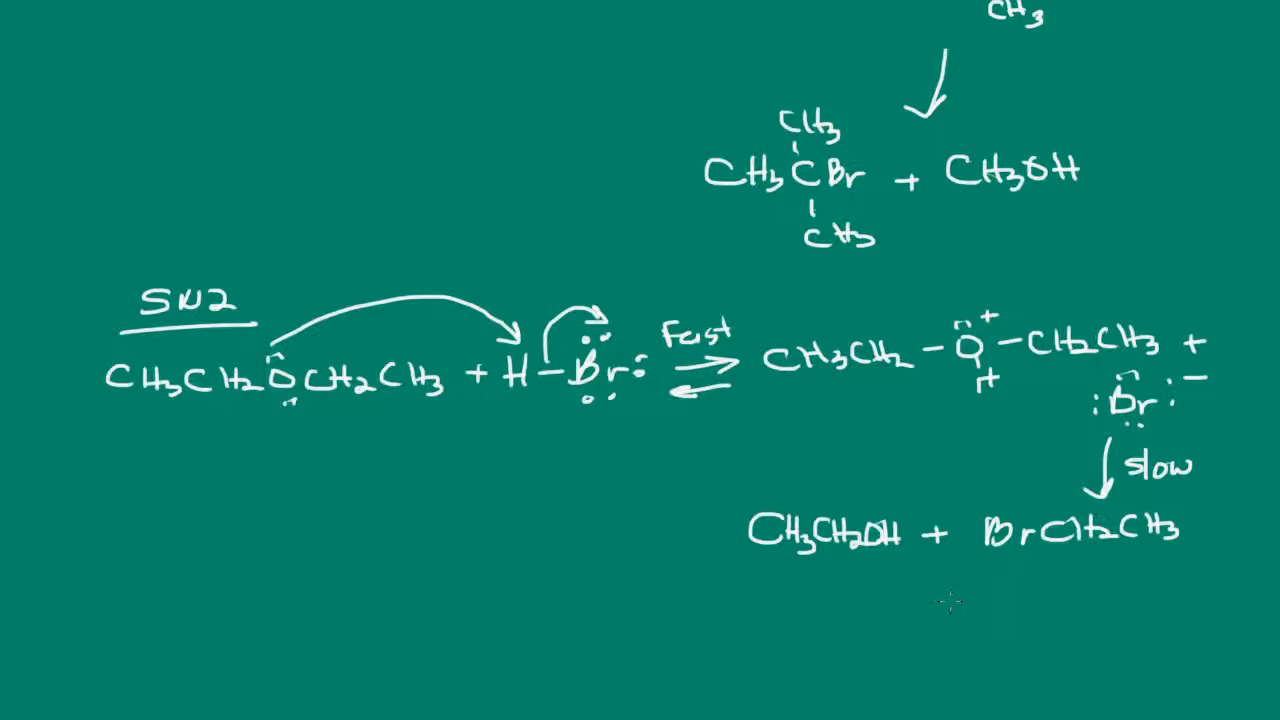 CH3
CH3
CH3CBr + CH3OH
CH3
SN2
Fast
CH3CH2OCH2CH3 + H-Br ⇌ CH3CH2-O+-CH2CH3 +
H
:Br:−
slow
CH3CH2OH + BrCH2CH3